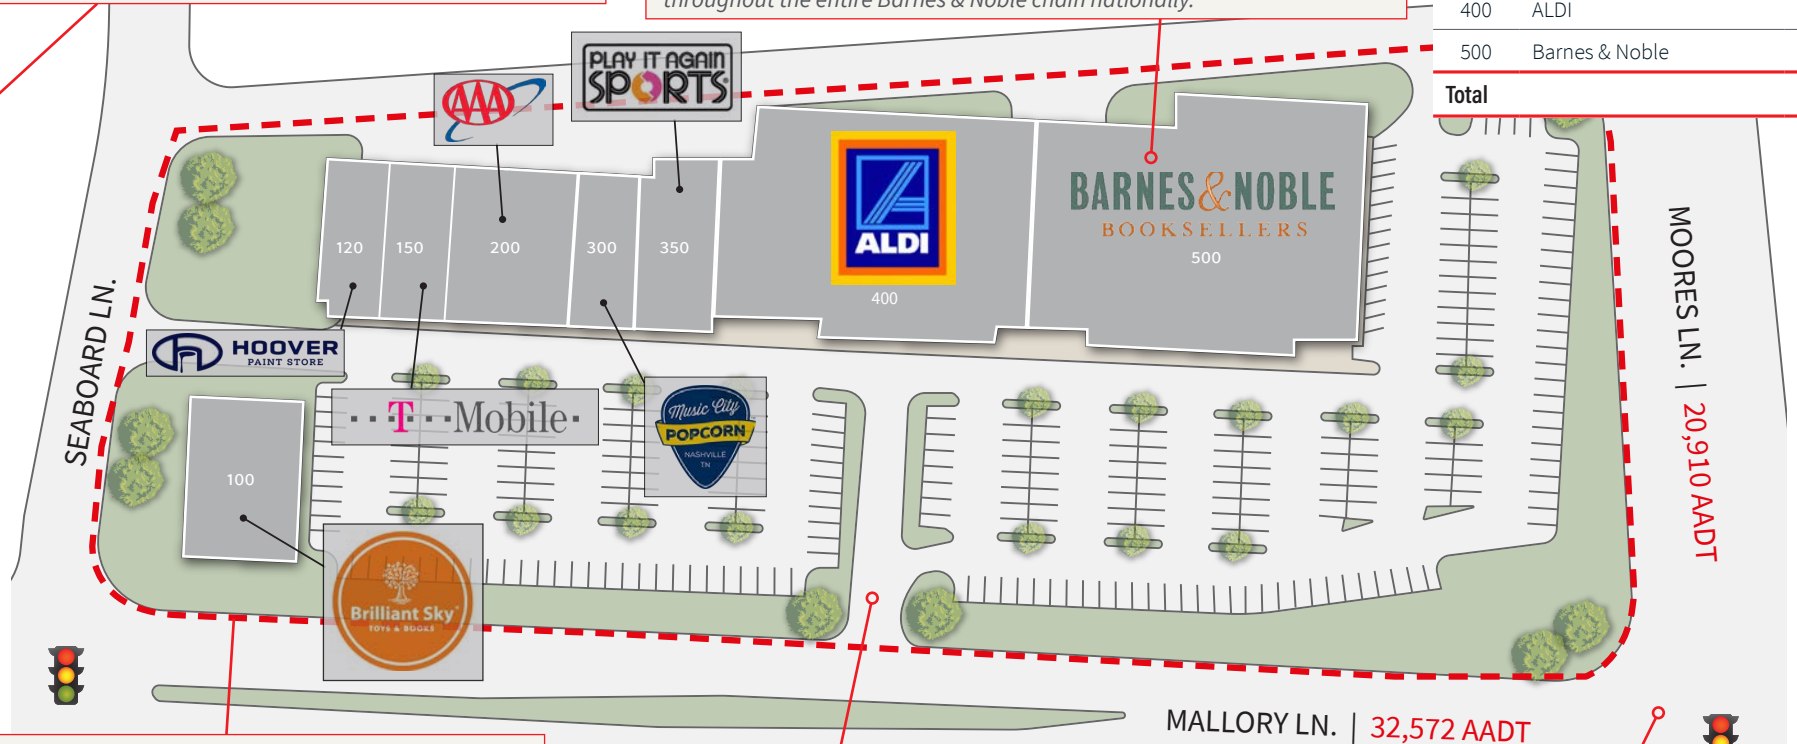 throughout the entire Barnes & Noble chain nationally.
400 ALDI
500 Barnes & Noble
Total
PLAY IT AGAIN
SPORTS
AAA
ALDI
400
BARNES&NOBLE
BOOKSELLERS
500
120
150
200
300
350
HOOVER
PAINT STORE
T Mobile
Music City
POPCORN
NASHVILLE
TN
100
Brilliant Sky
TOYS & BOOKS
SEABOARD LN.
MOORES LN. | 20,910 AADT
MALLORY LN. | 32,572 AADT